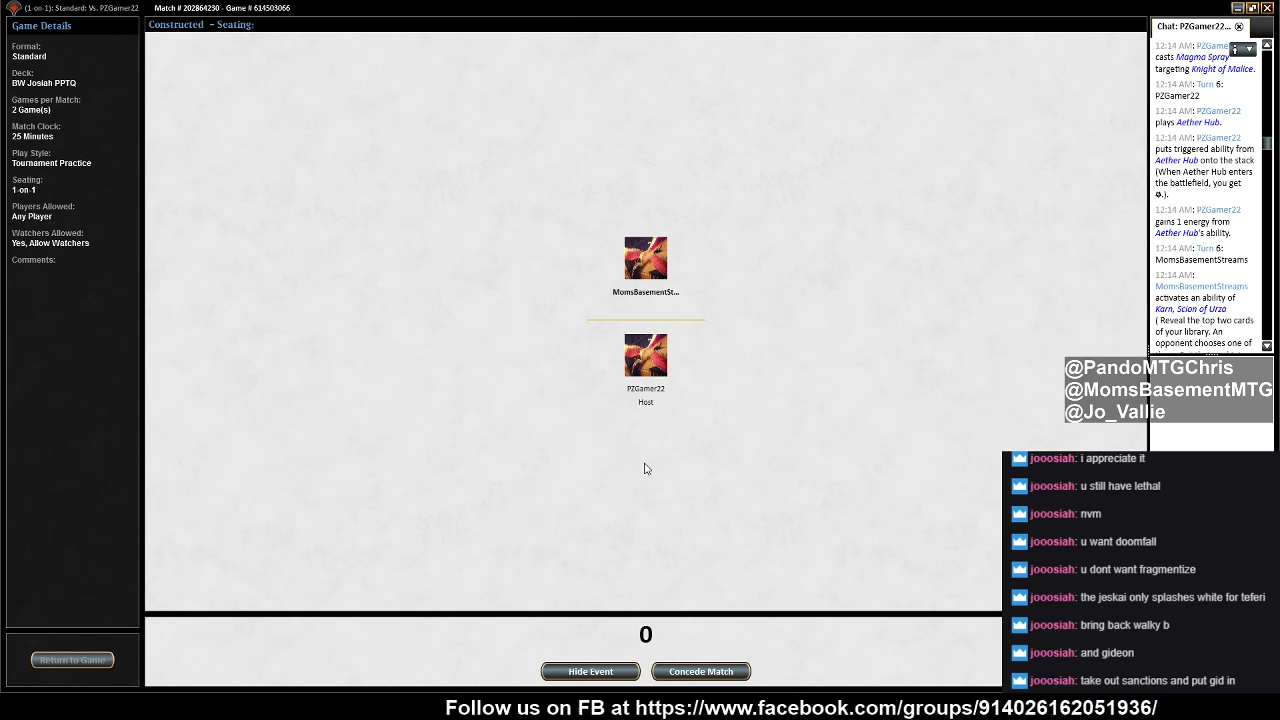 (1-on-1): Standard: Vs. PZGamer22
Match # 202864230 - Game # 614503066
Game Details
Format:
Standard
Deck:
BW Josiah PPTQ
Games per Match:
2 Game(s)
Match Clock:
25 Minutes
Play Style:
Tournament Practice
Seating:
1-on-1
Players Allowed:
Any Player
Watchers Allowed:
Yes, Allow Watchers
Comments:
Return to Game
Constructed - Seating:
MomsBasementSt...
PZGamer22
Host
0
Hide Event
Concede Match
Chat: PZGamer22...
12:14 AM: PZGame
casts Magma Spray
targeting Knight of Malice.
12:14 AM: Turn 6:
PZGamer22
12:14 AM: PZGamer22
plays Aether Hub.
12:14 AM: PZGamer22
puts triggered ability from
Aether Hub onto the stack
(When Aether Hub enters
the battlefield, you get
).
12:14 AM: PZGamer22
gains 1 energy from
Aether Hub's ability.
12:14 AM: Turn 6:
MomsBasementStreams
12:14 AM:
MomsBasementStreams
activates an ability of
Karn, Scion of Urza
( Reveal the top two cards
of your library. An
opponent chooses one of
@PandoMTGChris
@MomsBasementMTG
@Jo_Vallie
jooosiah: i appreciate it
jooosiah: u still have lethal
jooosiah: nvm
jooosiah: u want doomfall
jooosiah: u dont want fragmentize
jooosiah: the jeskai only splashes white for teferi
jooosiah: bring back walky b
jooosiah: and gideon
jooosiah: take out sanctions and put gid in
Follow us on FB at https://www.facebook.com/groups/914026162051936/